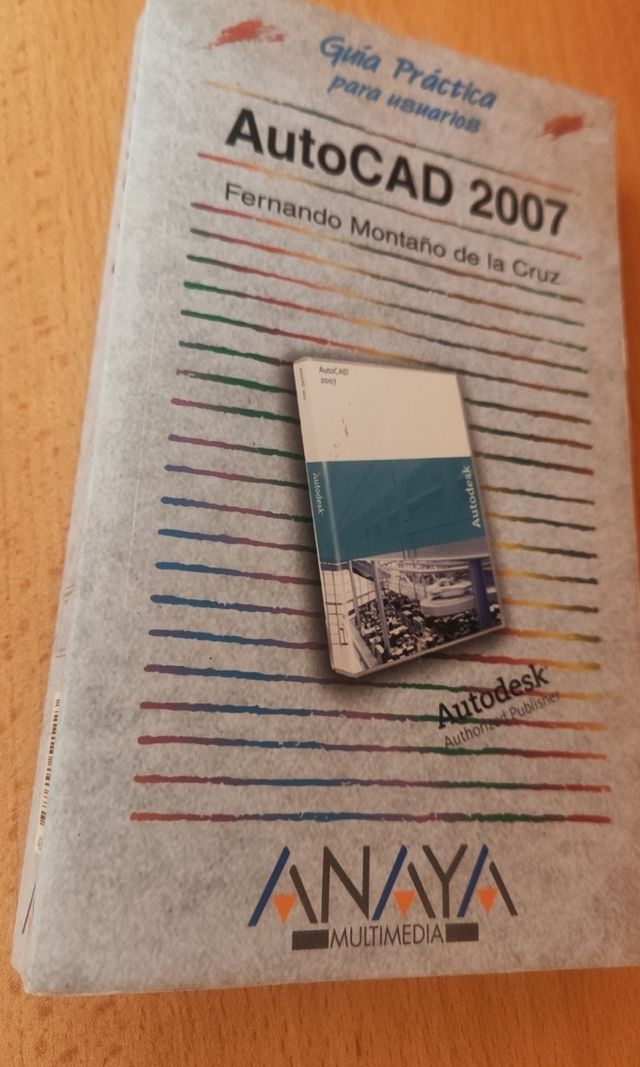 Guía Práctica
para usuarios
AutoCAD 2007
Fernando Montaño de la Cruz
AutoCAD
2007
Autodesk
Autodesk
Autodesk
Authorized Publisher
ANAYA
MULTIMEDIA